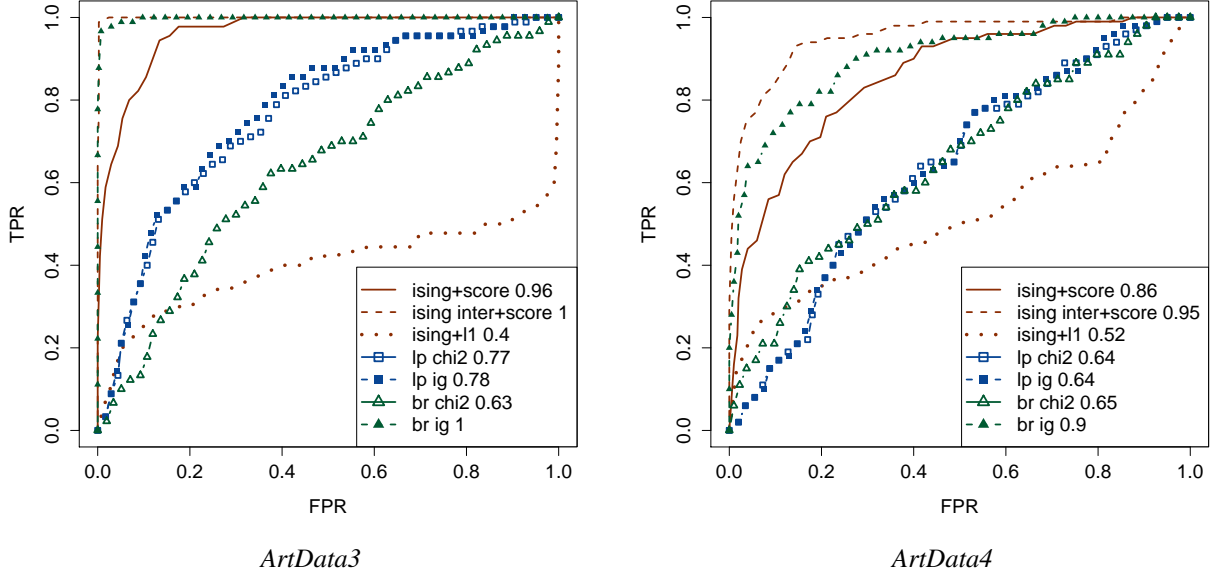 1.0
0.8
0.6
0.4
0.2
0.0
TPR
0.0 0.2 0.4 0.6 0.8 1.0
FPR
ising+score 0.96
ising inter+score 1
ising+l1 0.4
lp chi2 0.77
lp ig 0.78
br chi2 0.63
br ig 1
ArtData3
1.0
0.8
0.6
0.4
0.2
0.0
TPR
0.0 0.2 0.4 0.6 0.8 1.0
FPR
ising+score 0.86
ising inter+score 0.95
ising+l1 0.52
lp chi2 0.64
lp ig 0.64
br chi2 0.65
br ig 0.9
ArtData4